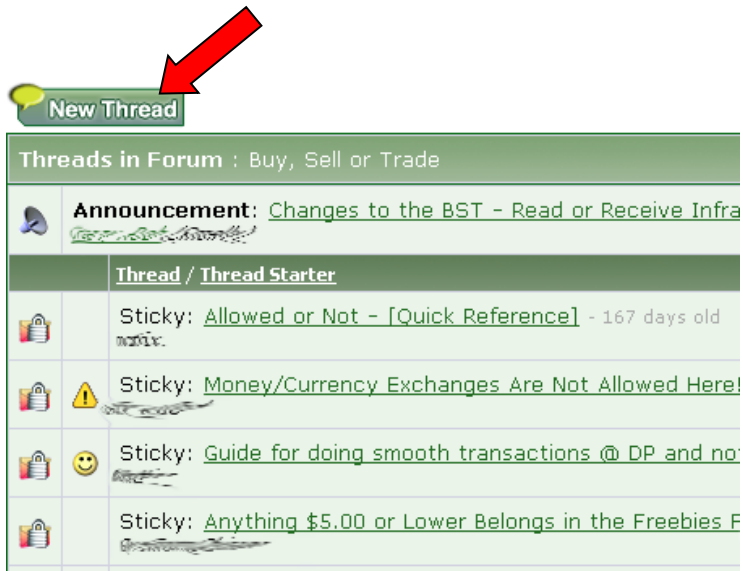 New Thread
Threads in Forum : Buy, Sell or Trade
Announcement: Changes to the BST - Read or Receive Infra
Thread / Thread Starter
Sticky: Allowed or Not - [Quick Reference] - 167 days old
Sticky: Money/Currency Exchanges Are Not Allowed Here!
Sticky: Guide for doing smooth transactions @ DP and no
Sticky: Anything $5.00 or Lower Belongs in the Freebies F